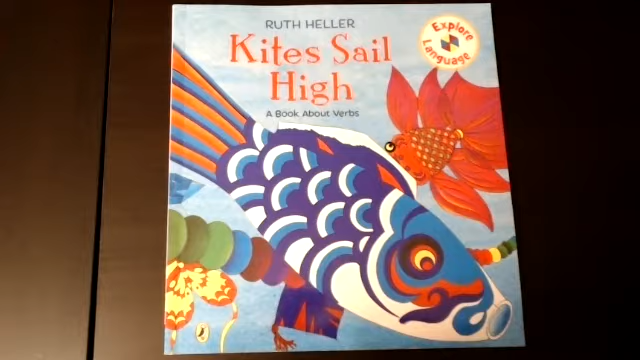 RUTH HELLER
Kites Sail
High
A Book About Verbs
Explore
Language